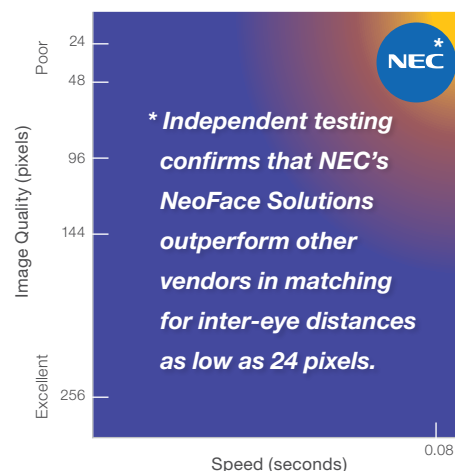 Poor
24
48
Image Quality (pixels)
96
144
Excellent
256
NEC*
* Independent testing
confirms that NEC's
NeoFace Solutions
outperform other
vendors in matching
for inter-eye distances
as low as 24 pixels.
0.08
Speed (seconds)